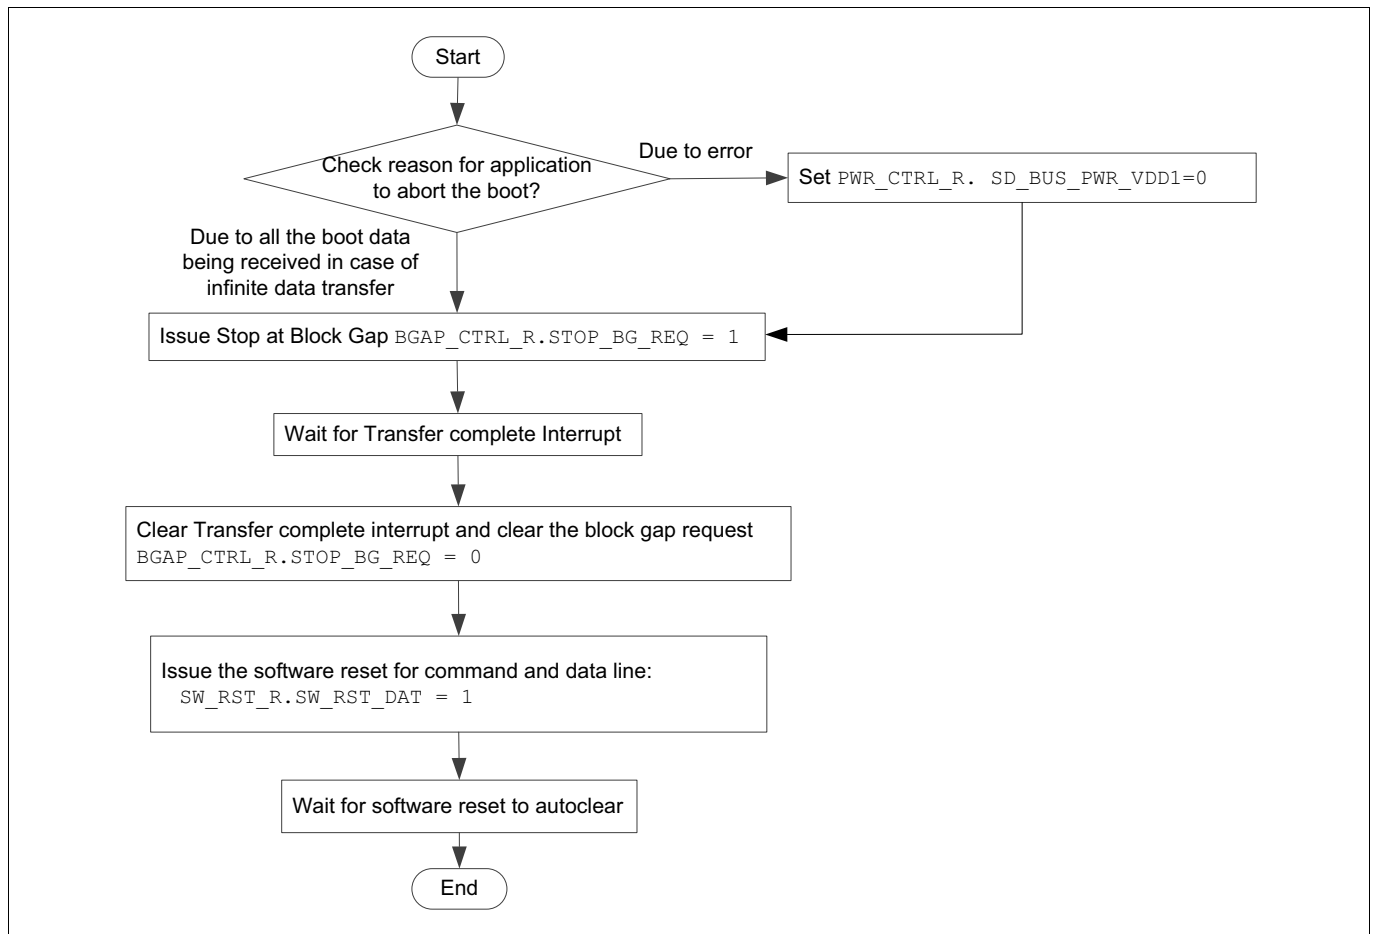 Start
Check reason for application
to abort the boot?
Due to error
Set PWR_CTRL_R. SD_BUS_PWR_VDD1=0
Due to all the boot data
being received in case of
infinite data transfer
Issue Stop at Block Gap BGAP_CTRL_R.STOP_BG_REQ = 1
Wait for Transfer complete Interrupt
Clear Transfer complete interrupt and clear the block gap request
BGAP_CTRL_R.STOP_BG_REQ = 0
Issue the software reset for command and data line:
SW_RST_R.SW_RST_DAT = 1
Wait for software reset to autoclear
End